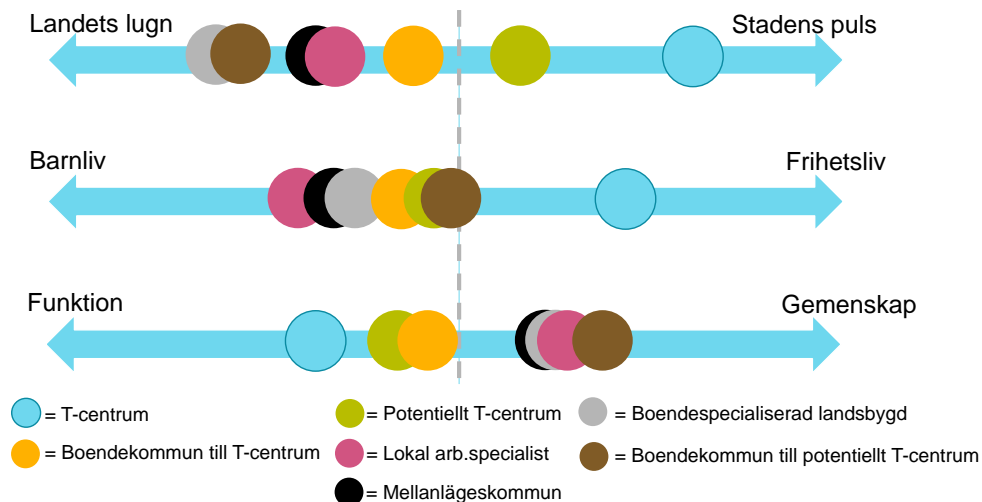 Landets lugn
Stadens puls
Barnliv
Frihetsliv
Funktion
Gemenskap
= T-centrum
= Potentiellt T-centrum
= Boendespecialiserad landsbygd
= Boendekommun till T-centrum
= Lokal arb.specialist
= Boendekommun till potentiellt T-centrum
= Mellanlägeskommun